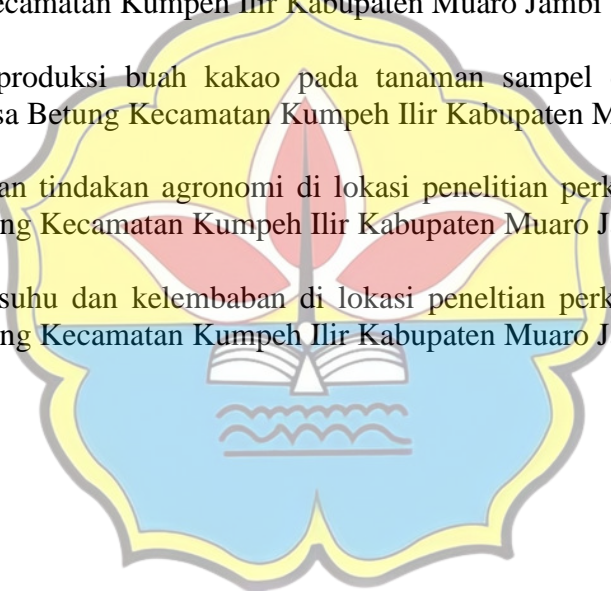 ecamatan Kumpeh Ilir Kabupaten Muaro Jambi
produksi buah kakao pada tanaman sampel
sa Betung Kecamatan Kumpeh Ilir Kabupaten M
an tindakan agronomi di lokasi penelitian perk
ng Kecamatan Kumpeh Ilir Kabupaten Muaro J
suhu dan kelembaban di lokasi peneltian perk
ng Kecamatan Kumpeh Ilir Kabupaten Muaro J